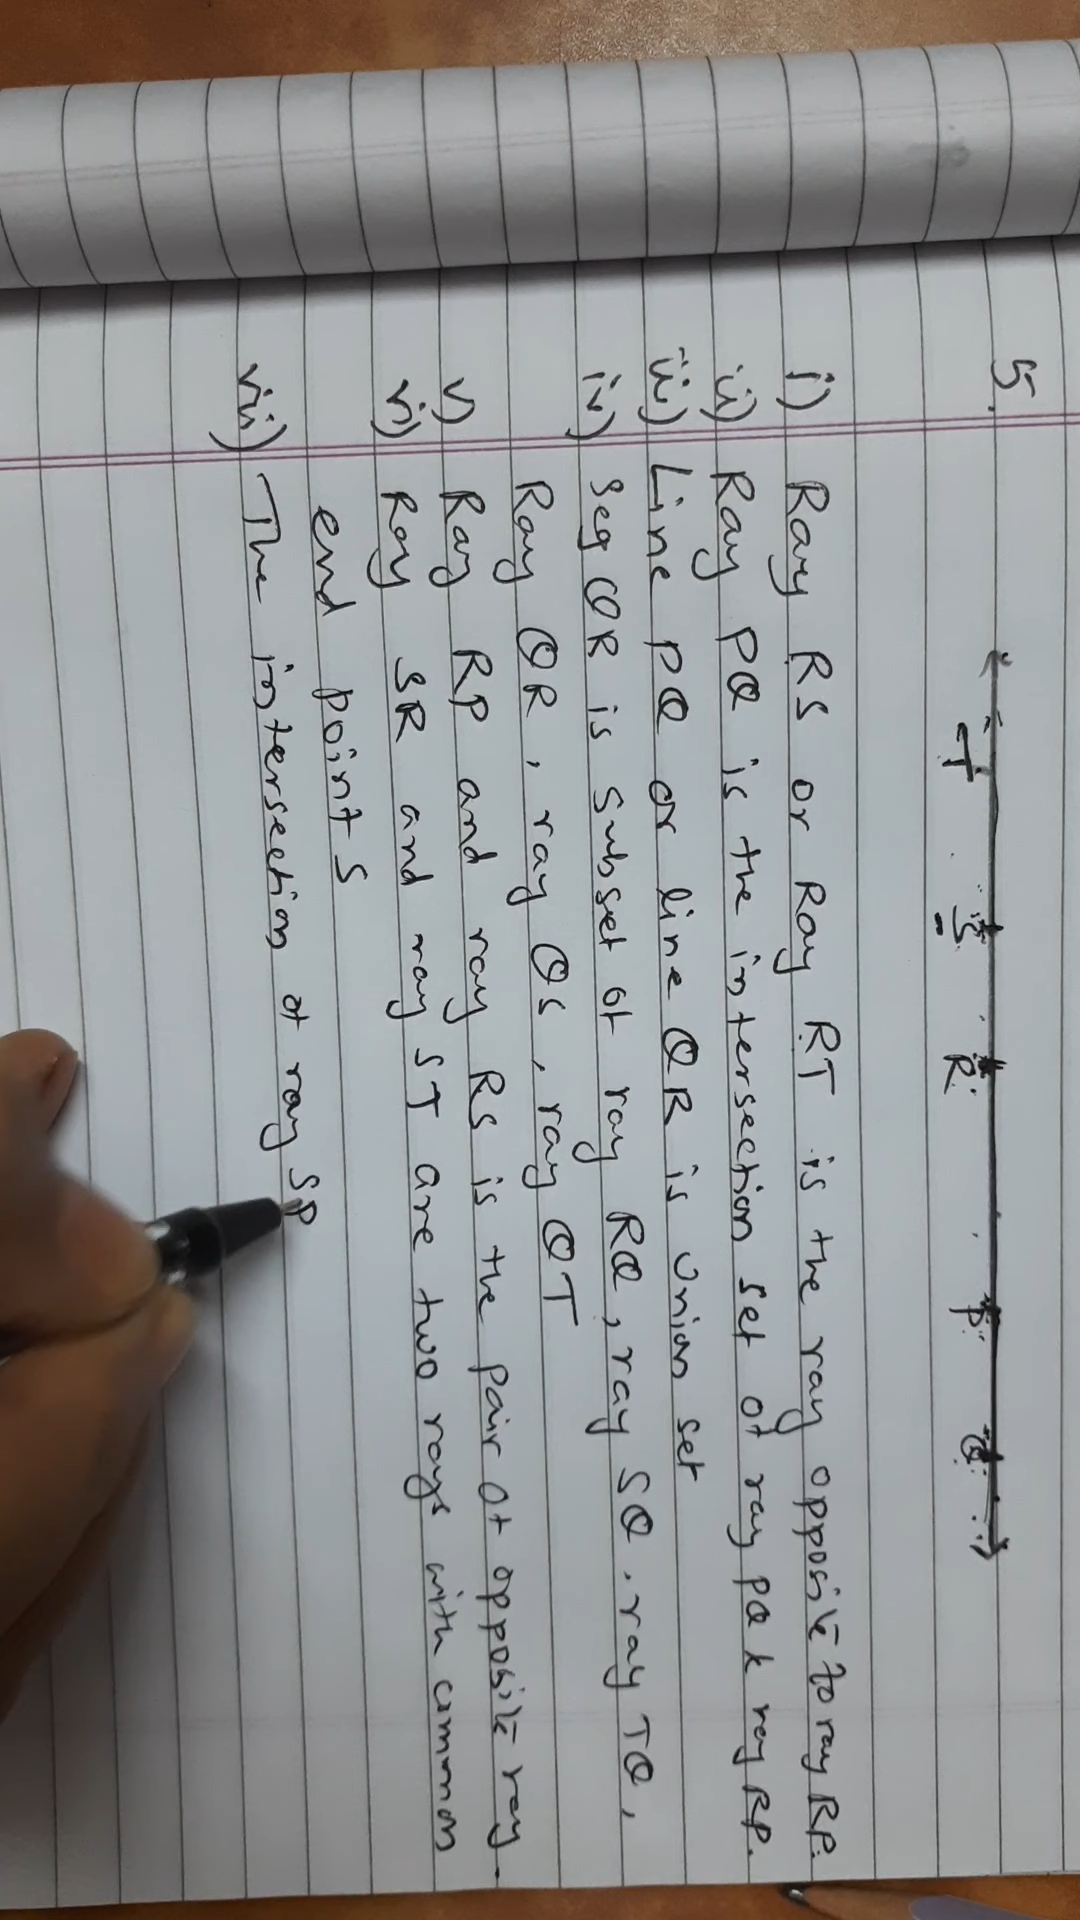 5.
T S R P Q
i) Ray RS or Ray RT is the ray opposite to ray RP.
ii) Ray PQ is the intersection set of ray PQ & ray RP.
iii) Line PQ or line QR is union set
iv) seg QR is subset of ray RQ, ray SQ, ray TQ,
Ray QR, ray QS, ray QT
v) Ray RP and ray RS is the pair of opposite ray.
vi) Ray SR and ray ST are two rays with common
end point S
vii) The intersection of ray SP